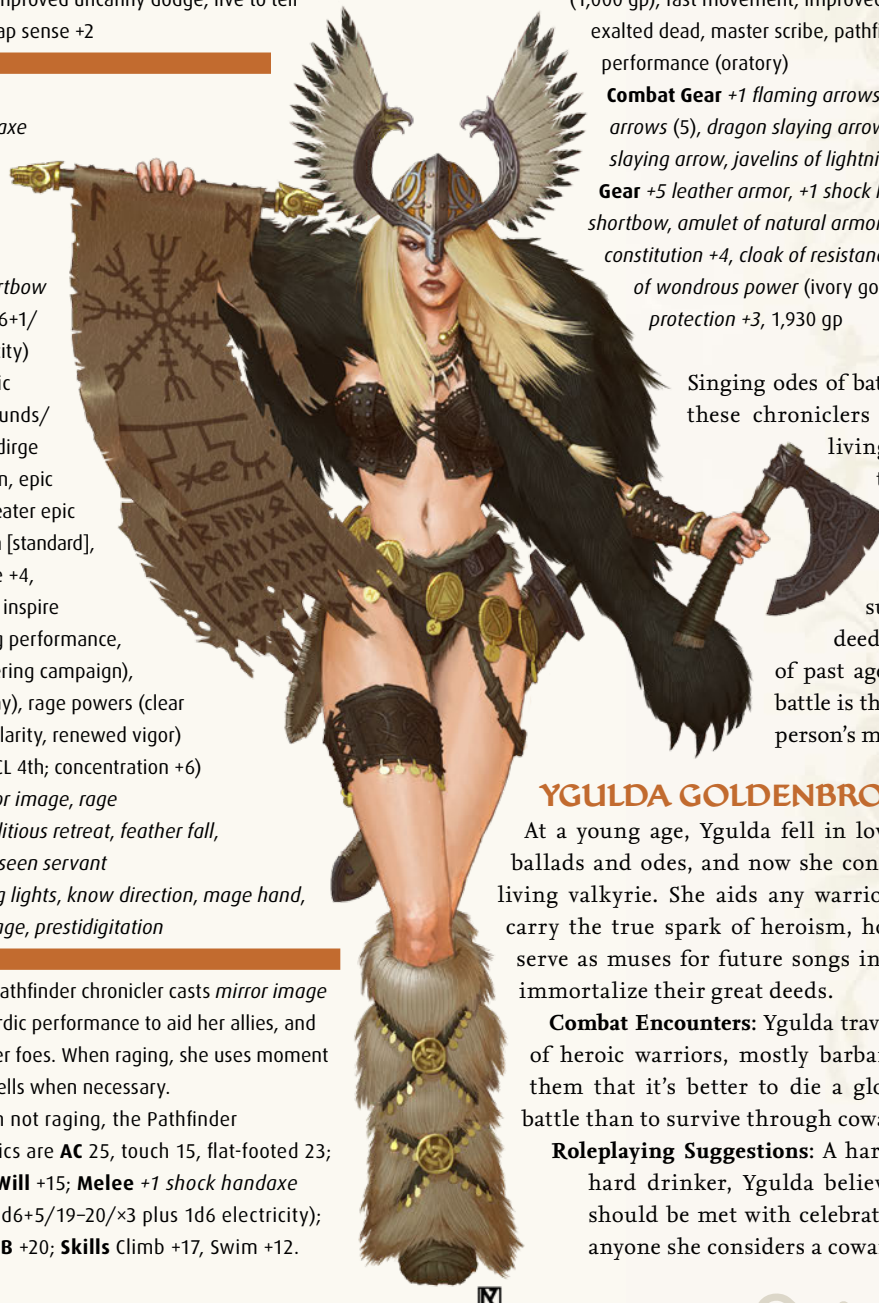 mproved uncanny dodge, live to tell
ap sense +2
axe
rtbow
6+1/
ity)
ic
unds/
dirge
n, epic
eater epic
n [standard],
e +4,
inspire
g performance,
ering campaign),
y), rage powers (clear
larity, renewed vigor)
CL 4th; concentration +6)
or image, rage
ditious retreat, feather fall,
seen servant
g lights, know direction, mage hand,
age, prestidigitation
athfinder chronicler casts mirror image
rdic performance to aid her allies, and
er foes. When raging, she uses moment
ells when necessary.
n not raging, the Pathfinder
ics are AC 25, touch 15, flat-footed 23;
Will +15; Melee +1 shock handaxe
d6+5/19–20/×3 plus 1d6 electricity);
B +20; Skills Climb +17, Swim +12.
(1,000 gp), fast movement, improved
exalted dead, master scribe, pathfi
performance (oratory)
Combat Gear +1 flaming arrows
arrows (5), dragon slaying arrow
slaying arrow, javelins of lightni
Gear +5 leather armor, +1 shock h
shortbow, amulet of natural armor
constitution +4, cloak of resistanc
of wondrous power (ivory go
protection +3, 1,930 gp
Singing odes of bat
these chroniclers
living
su
deed
of past age
battle is th
person's m
YGULDA GOLDENBRO
At a young age, Ygulda fell in lov
ballads and odes, and now she con
living valkyrie. She aids any warrio
carry the true spark of heroism, ho
serve as muses for future songs in
immortalize their great deeds.
Combat Encounters: Ygulda trav
of heroic warriors, mostly barbar
them that it's better to die a glo
battle than to survive through cowa
Roleplaying Suggestions: A har
hard drinker, Ygulda believ
should be met with celebrat
anyone she considers a cowar